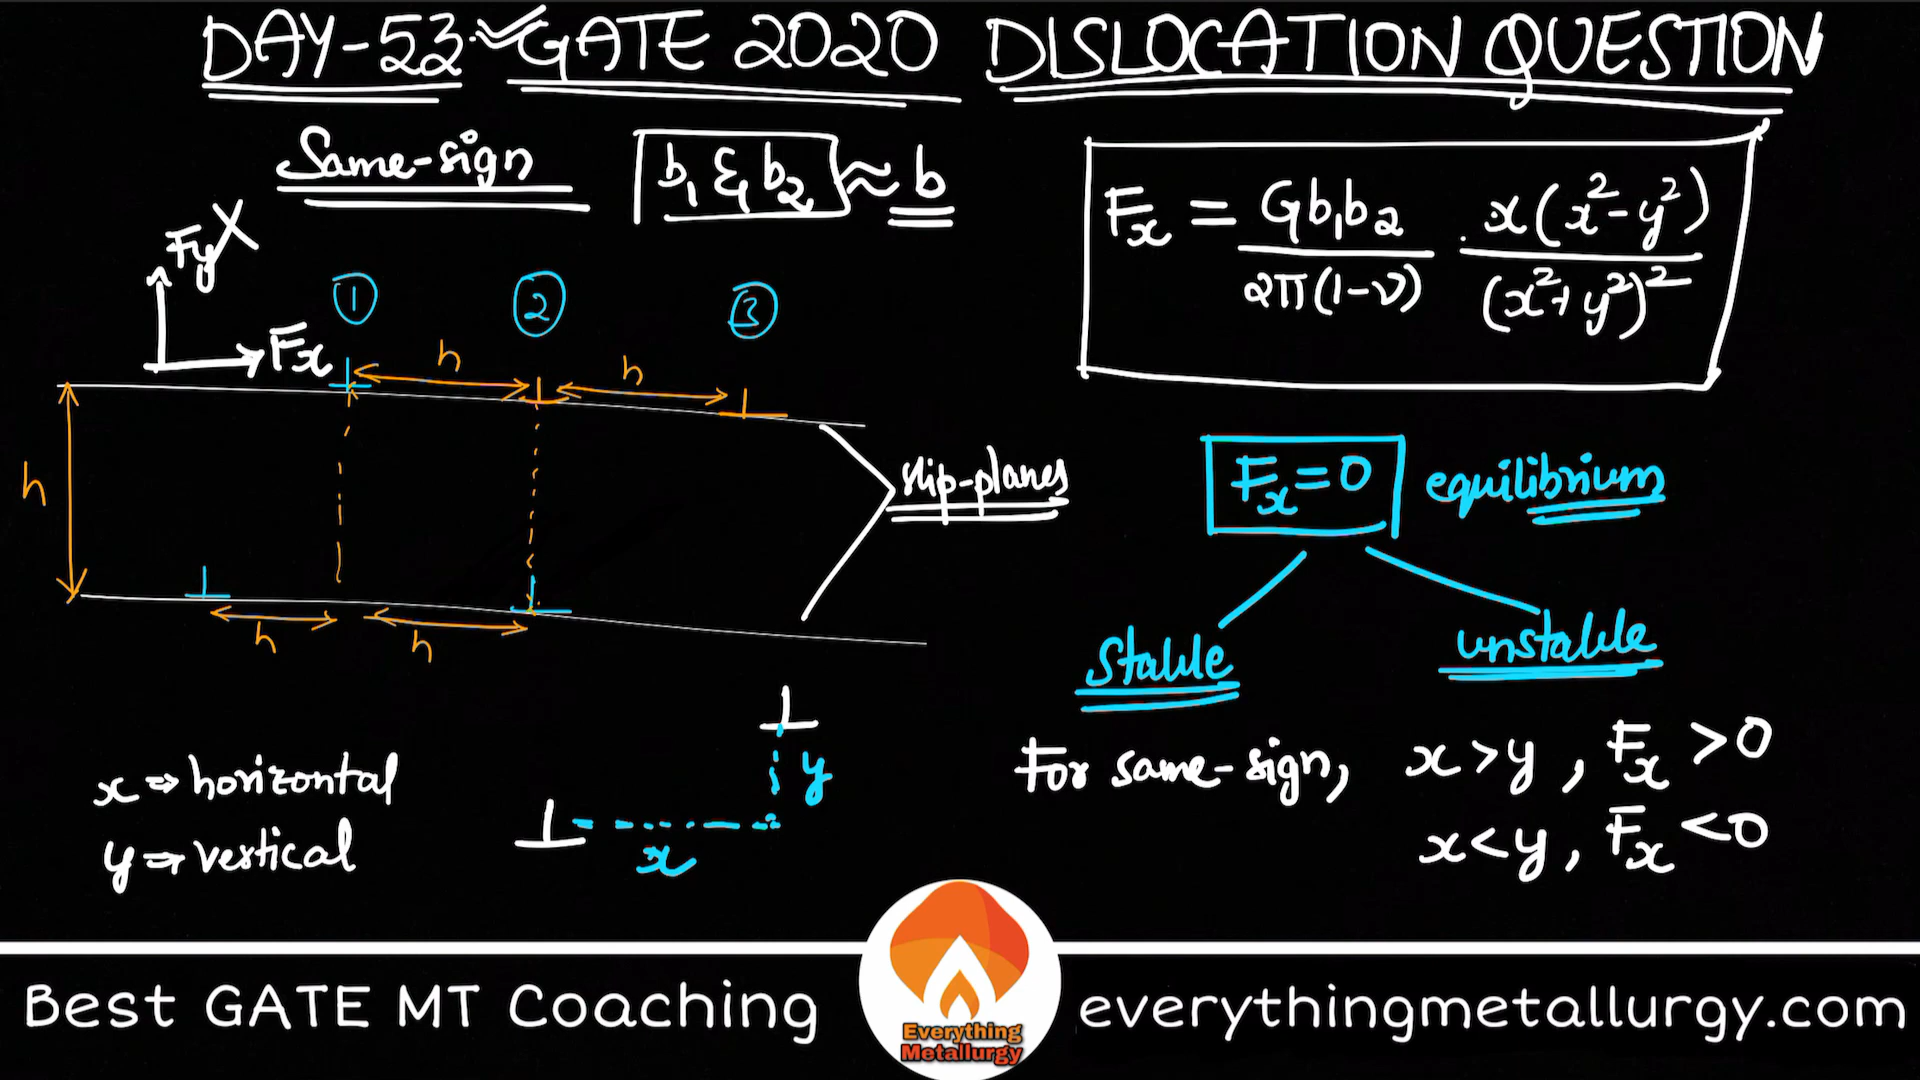 DAY-53 GATE 2020 DISLOCATION QUESTION
Same-sign
b₁ & b₂ ≈ b
Fx = Gb₁b₂ / 2π(1-ν) · x(x²-y²) / (x²+y²)²
Fy X
Fx
① ② ③
h h
h
slip-planes
Fx = 0 equilibrium
h h
Stable unstable
For same-sign, x > y , Fx > 0
x < y , Fx < 0
x ⇒ horizontal
y ⇒ vertical
y
x
Best GATE MT Coaching
Everything
Metallurgy
everythingmetallurgy.com